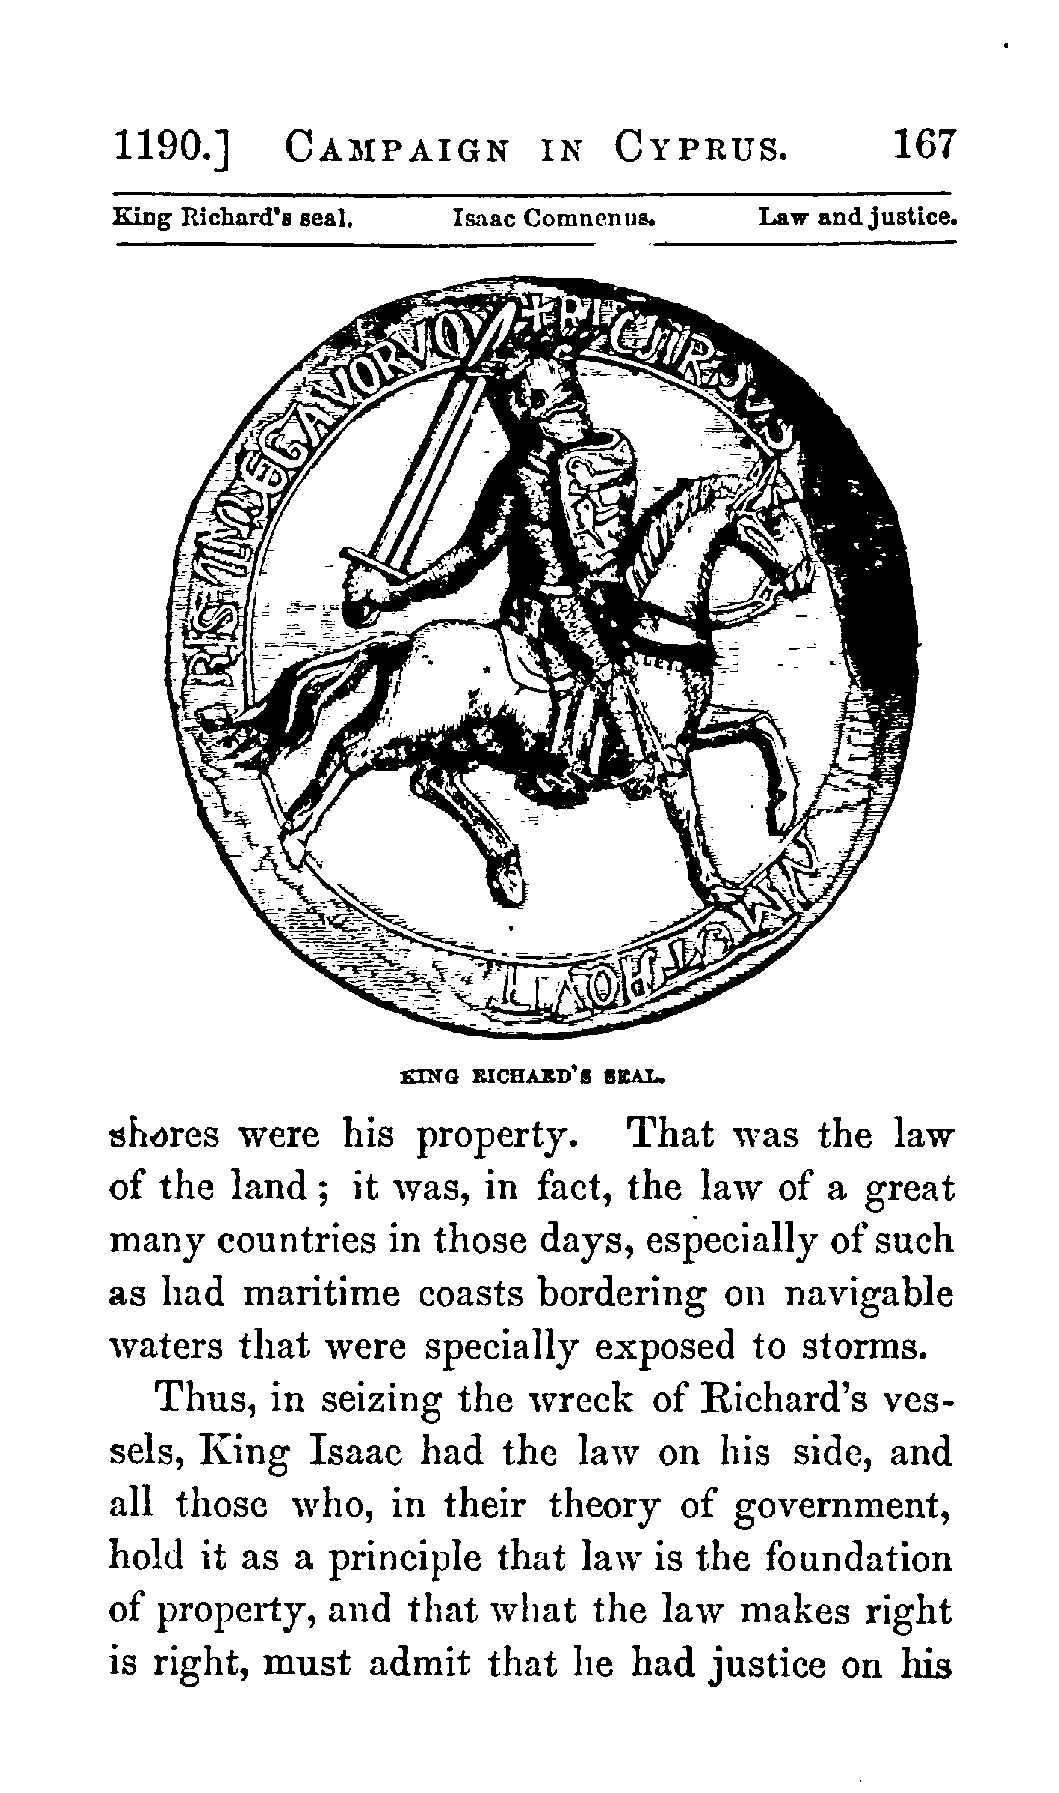 1190.] CAMPAIGN IN CYPRUS. 167
King Richard's seal. Isaac Comnenus. Law and justice.
KING RICHARD'S SEAL.
shores were his property. That was the law
of the land; it was, in fact, the law of a great
many countries in those days, especially of such
as had maritime coasts bordering on navigable
waters that were specially exposed to storms.
Thus, in seizing the wreck of Richard's ves-
sels, King Isaac had the law on his side, and
all those who, in their theory of government,
hold it as a principle that law is the foundation
of property, and that what the law makes right
is right, must admit that he had justice on his